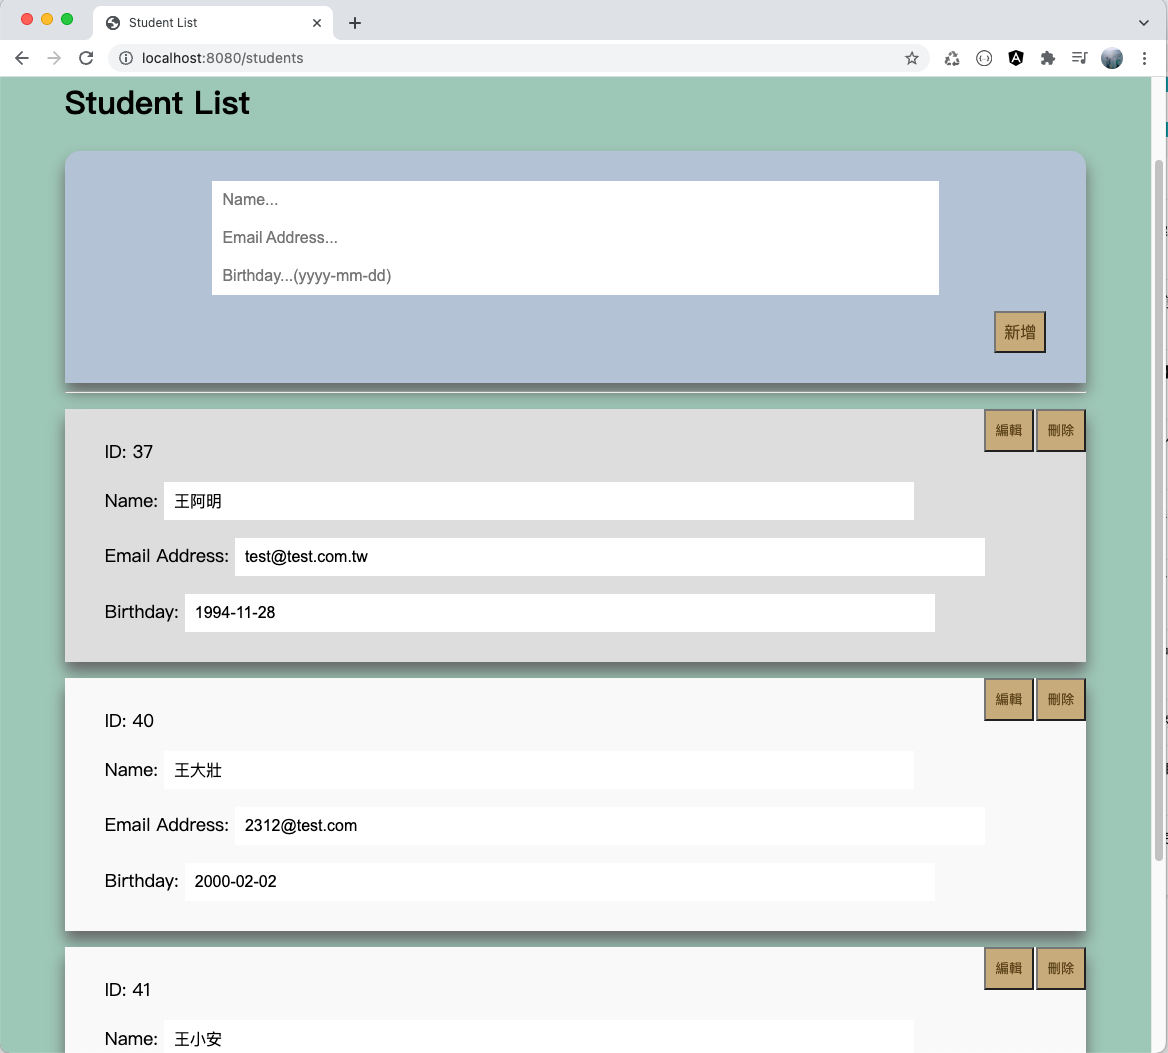 Student List
localhost:8080/students
Student List
Name...
Email Address...
Birthday...(yyyy-mm-dd)
新增
編輯 刪除
ID: 37
Name: 王阿明
Email Address: test@test.com.tw
Birthday: 1994-11-28
編輯 刪除
ID: 40
Name: 王大壯
Email Address: 2312@test.com
Birthday: 2000-02-02
編輯 刪除
ID: 41
Name: 王小安